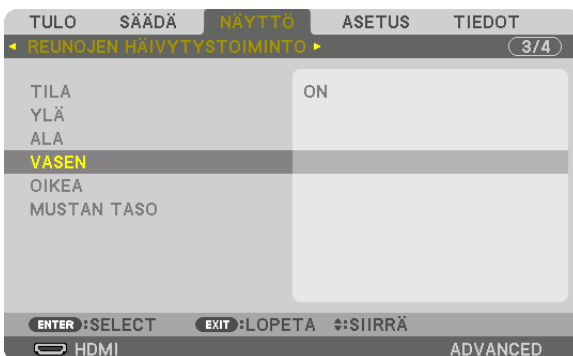 TULO SÄÄDÄ NÄYTTÖ ASETUS TIEDOT
REUNOJEN HÄIVYTYSTOIMINTO 3/4
TILA ON
YLÄ
ALA
VASEN
OIKEA
MUSTAN TASO
ENTER :SELECT EXIT :LOPETA :SIIRRÄ
HDMI ADVANCED